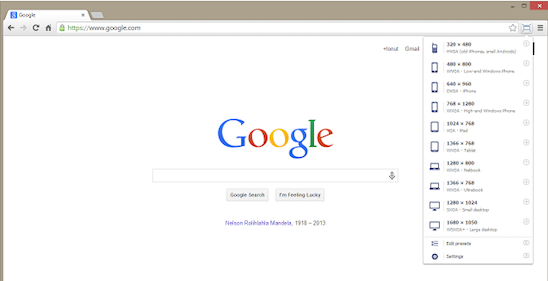 Google
https://www.google.com
+Ionut Gmail
320 × 480
WVGA (old iPhones, small Androids)
480 × 800
WVGA - Low-end Windows Phone
640 × 960
DVGA - iPhone
768 × 1280
WXGA - High-end Windows Phone
1024 × 768
XGA - iPad
1366 × 768
WXGA - Tablet
1280 × 800
WXGA - Netbook
1366 × 768
WXGA - Ultrabook
1280 × 1024
SXGA - Small desktop
1680 × 1050
WSXGA+ - Large desktop
Edit presets
Settings
Google
Google Search
I'm Feeling Lucky
Nelson Rolihlahla Mandela, 1918 – 2013